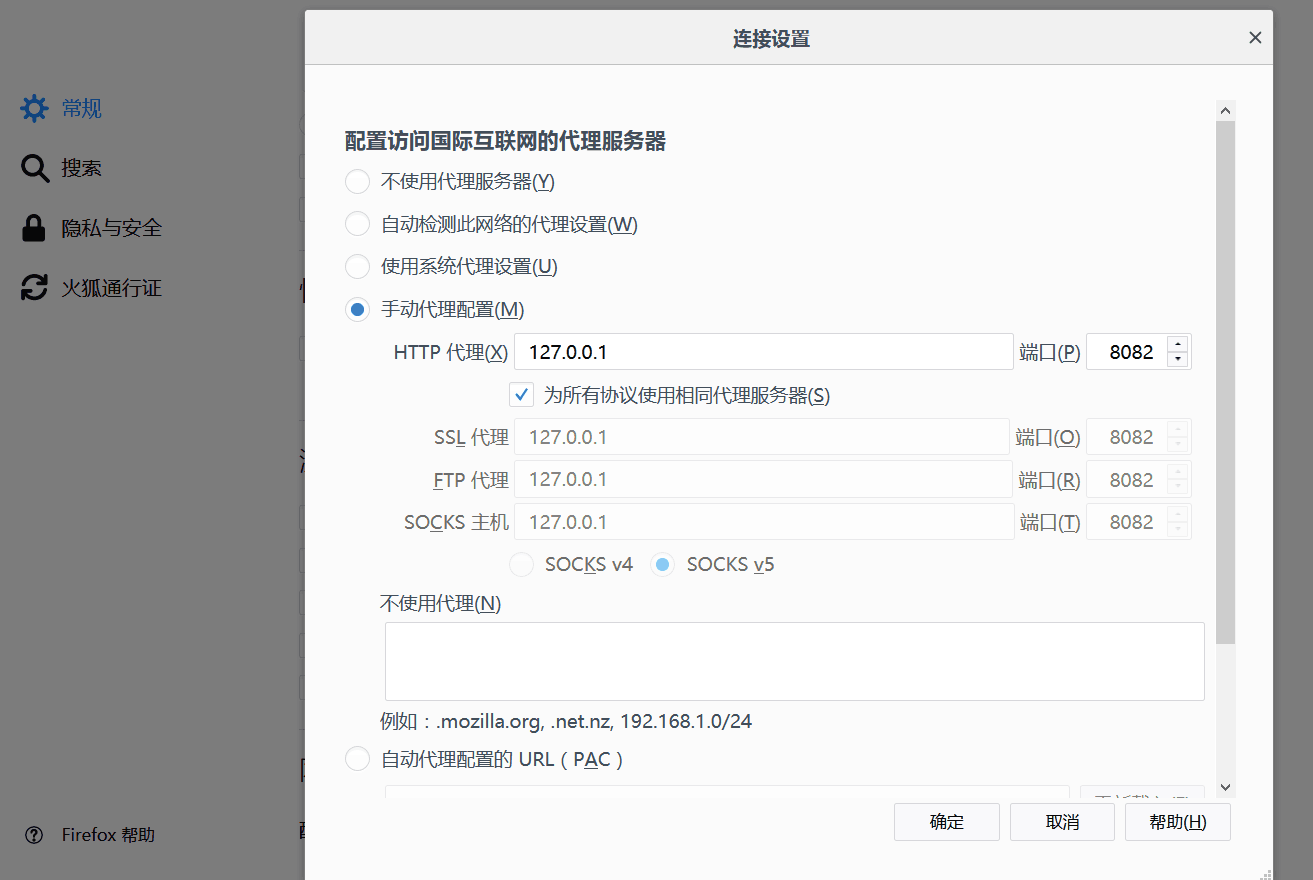 连接设置
常规
搜索
隐私与安全
火狐通行证
配置访问国际互联网的代理服务器
不使用代理服务器(Y)
自动检测此网络的代理设置(W)
使用系统代理设置(U)
手动代理配置(M)
HTTP 代理(X) 127.0.0.1 端口(P) 8082
为所有协议使用相同代理服务器(S)
SSL 代理 127.0.0.1 端口(O) 8082
FTP 代理 127.0.0.1 端口(R) 8082
SOCKS 主机 127.0.0.1 端口(T) 8082
SOCKS v4 SOCKS v5
不使用代理(N)
例如：.mozilla.org, .net.nz, 192.168.1.0/24
自动代理配置的 URL（PAC）
确定 取消 帮助(H)
Firefox 帮助